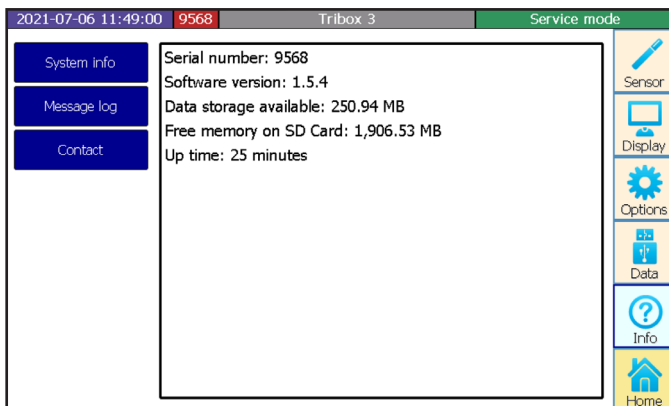 2021-07-06 11:49:00 9568 Tribox 3 Service mode
System info
Message log
Contact
Serial number: 9568
Software version: 1.5.4
Data storage available: 250.94 MB
Free memory on SD Card: 1,906.53 MB
Up time: 25 minutes
Sensor
Display
Options
Data
Info
Home